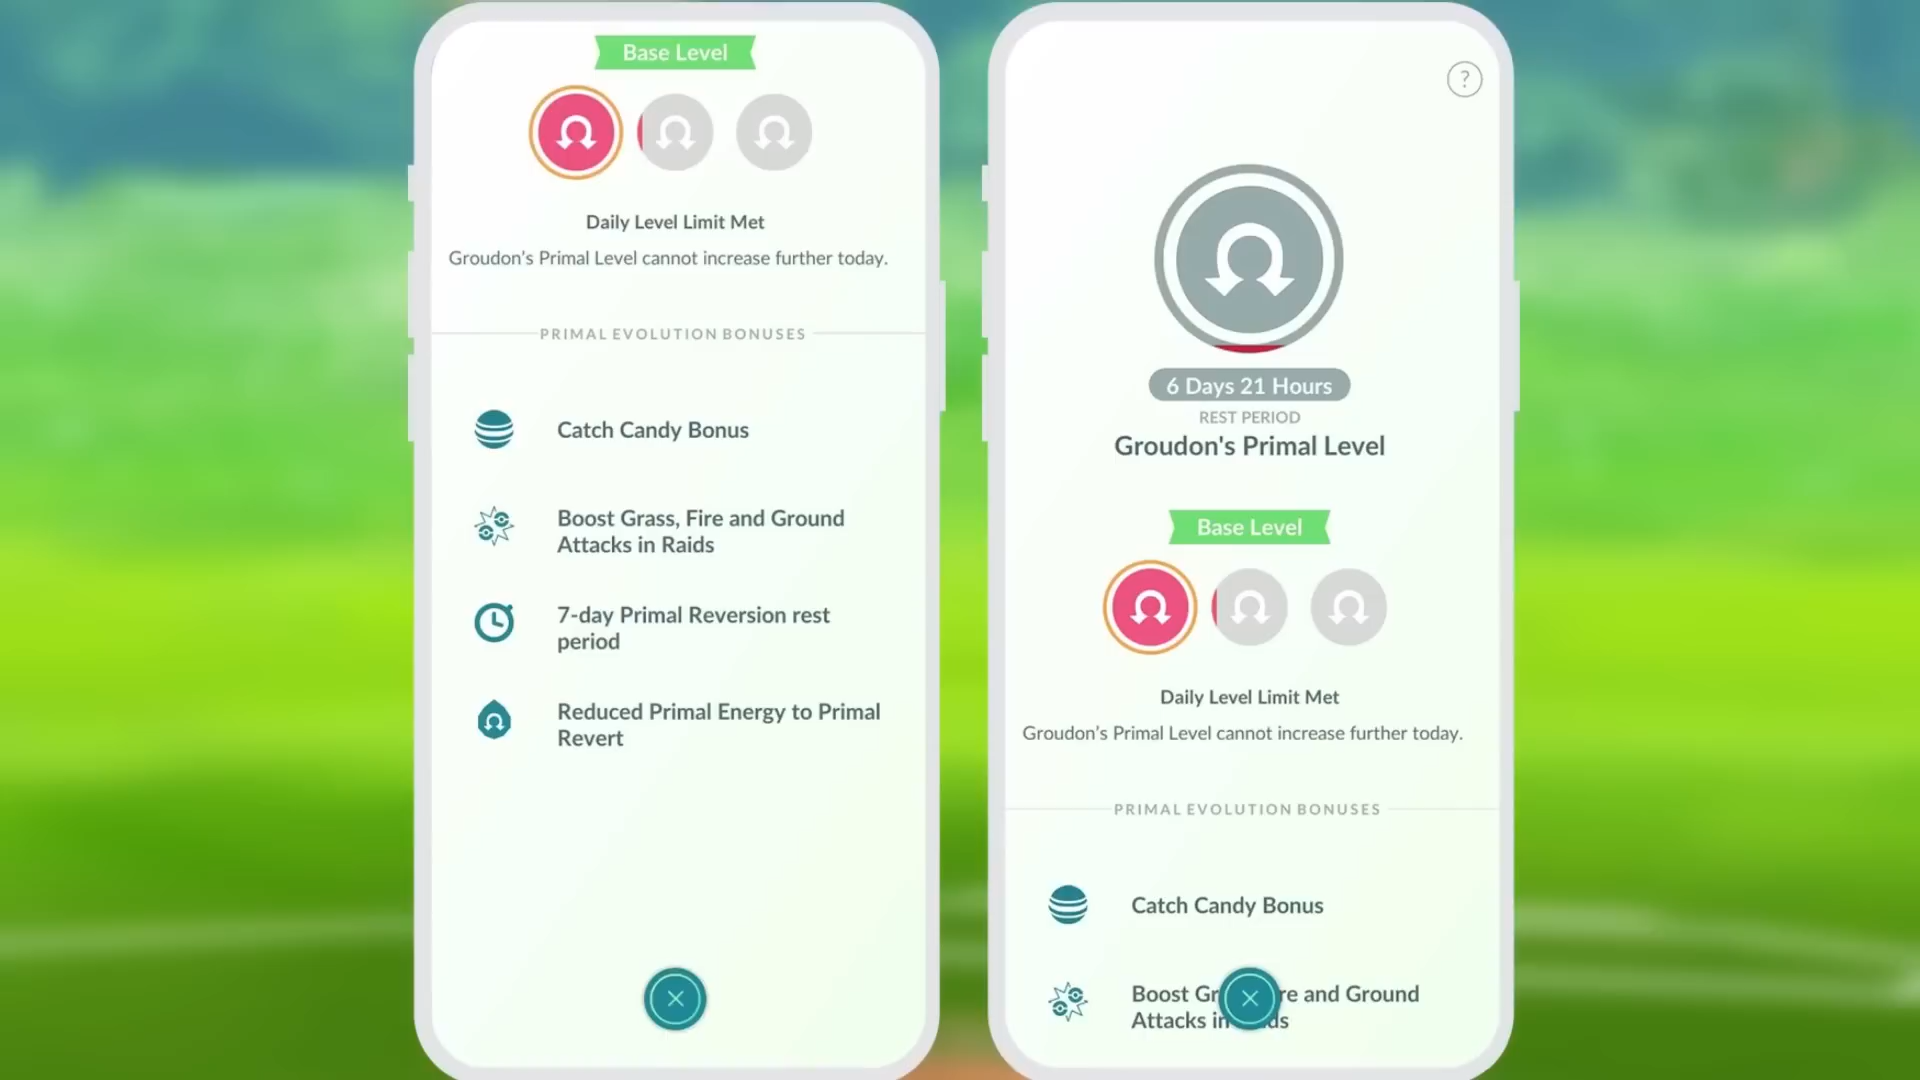 Base Level
Daily Level Limit Met
Groudon's Primal Level cannot increase further today.
PRIMAL EVOLUTION BONUSES
Catch Candy Bonus
Boost Grass, Fire and Ground
Attacks in Raids
7-day Primal Reversion rest
period
Reduced Primal Energy to Primal
Revert
?
6 Days 21 Hours
REST PERIOD
Groudon's Primal Level
Base Level
Daily Level Limit Met
Groudon's Primal Level cannot increase further today.
PRIMAL EVOLUTION BONUSES
Catch Candy Bonus
Boost Gr re and Ground
Attacks in ds